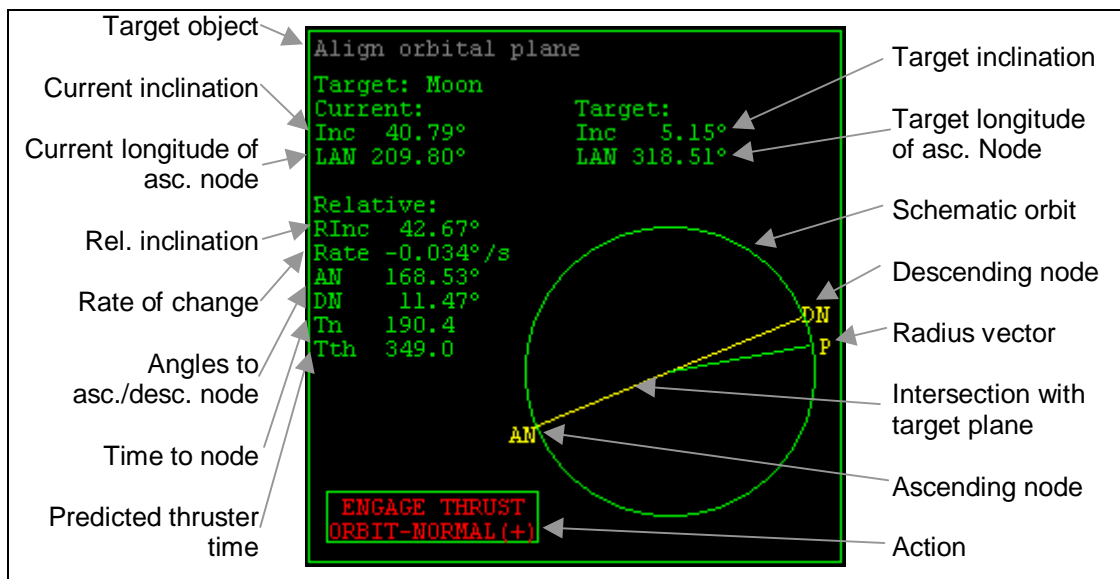 Target object
Current inclination
Current longitude of
asc. node
Rel. inclination
Rate of change
Angles to
asc./desc. node
Time to node
Predicted thruster
time
Align orbital plane
Target: Moon
Current:
Inc 40.79°
LAN 209.80°
Target:
Inc 5.15°
LAN 318.51°
Relative:
RInc 42.67°
Rate -0.034°/s
AN 168.53°
DN 11.47°
Tn 190.4
Tth 349.0
DN
P
AN
ENGAGE THRUST
ORBIT-NORMAL(+)
Target inclination
Target longitude
of asc. Node
Schematic orbit
Descending node
Radius vector
Intersection with
target plane
Ascending node
Action